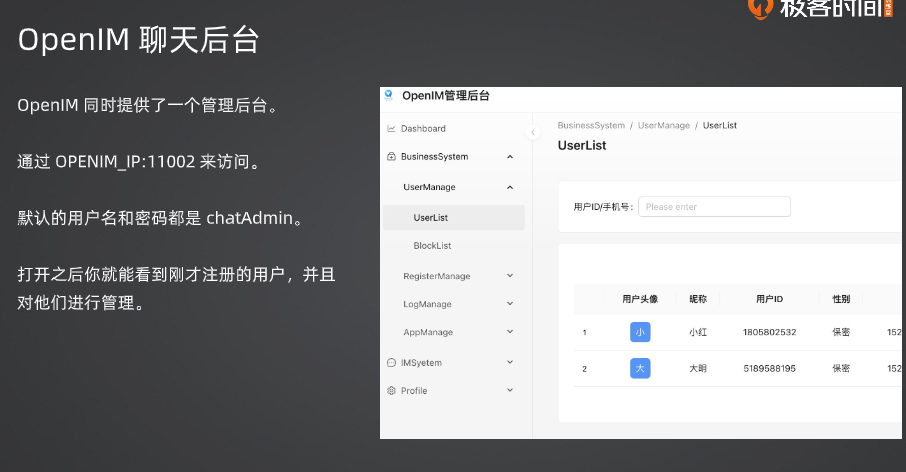 极客时间
OpenIM 聊天后台
OpenIM 同时提供了一个管理后台。
通过 OPENIM_IP:11002 来访问。
默认的用户名和密码都是 chatAdmin。
打开之后你就能看到刚才注册的用户，并且
对他们进行管理。
OpenIM管理后台
Dashboard
BusinessSystem
UserManage
UserList
BlockList
RegisterManage
LogManage
AppManage
IMSyetem
Profile
BusinessSystem / UserManage / UserList
UserList
用户ID/手机号： Please enter
用户头像 昵称 用户ID 性别
1 小 小红 1805802532 保密 152
2 大 大明 5189588195 保密 152